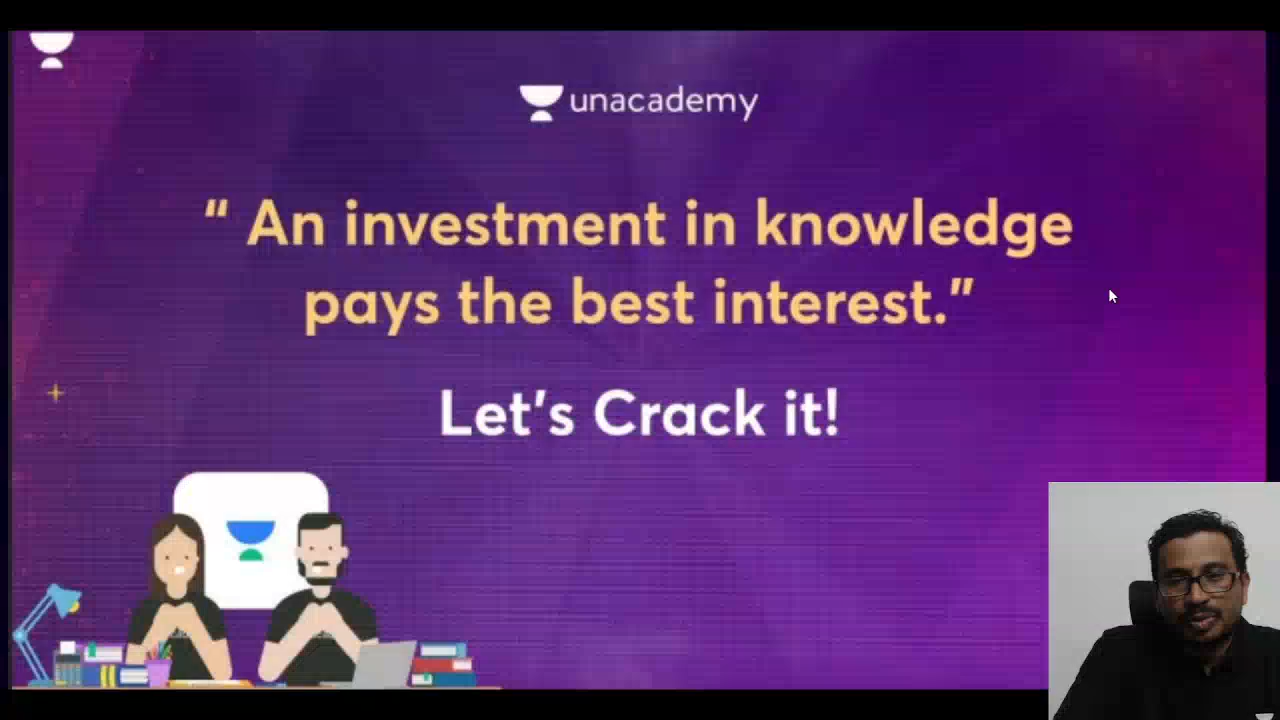 unacademy
“ An investment in knowledge
pays the best interest.”
Let's Crack it!